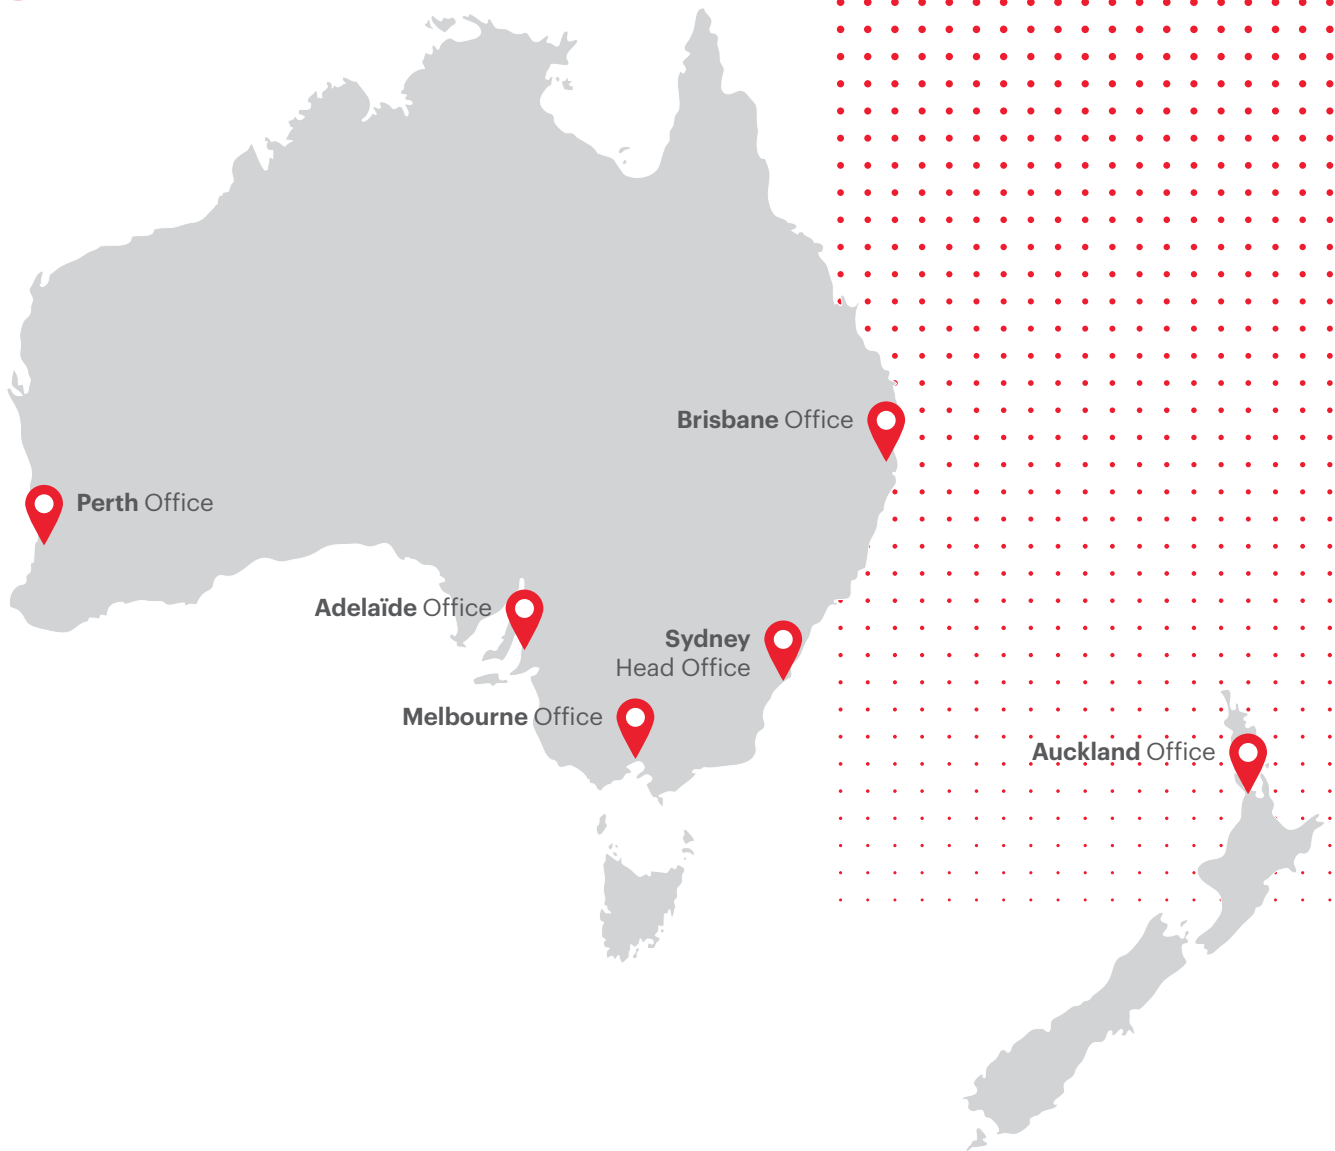 Brisbane Office
Perth Office
Adelaïde Office
Sydney
Head Office
Melbourne Office
Auckland Office